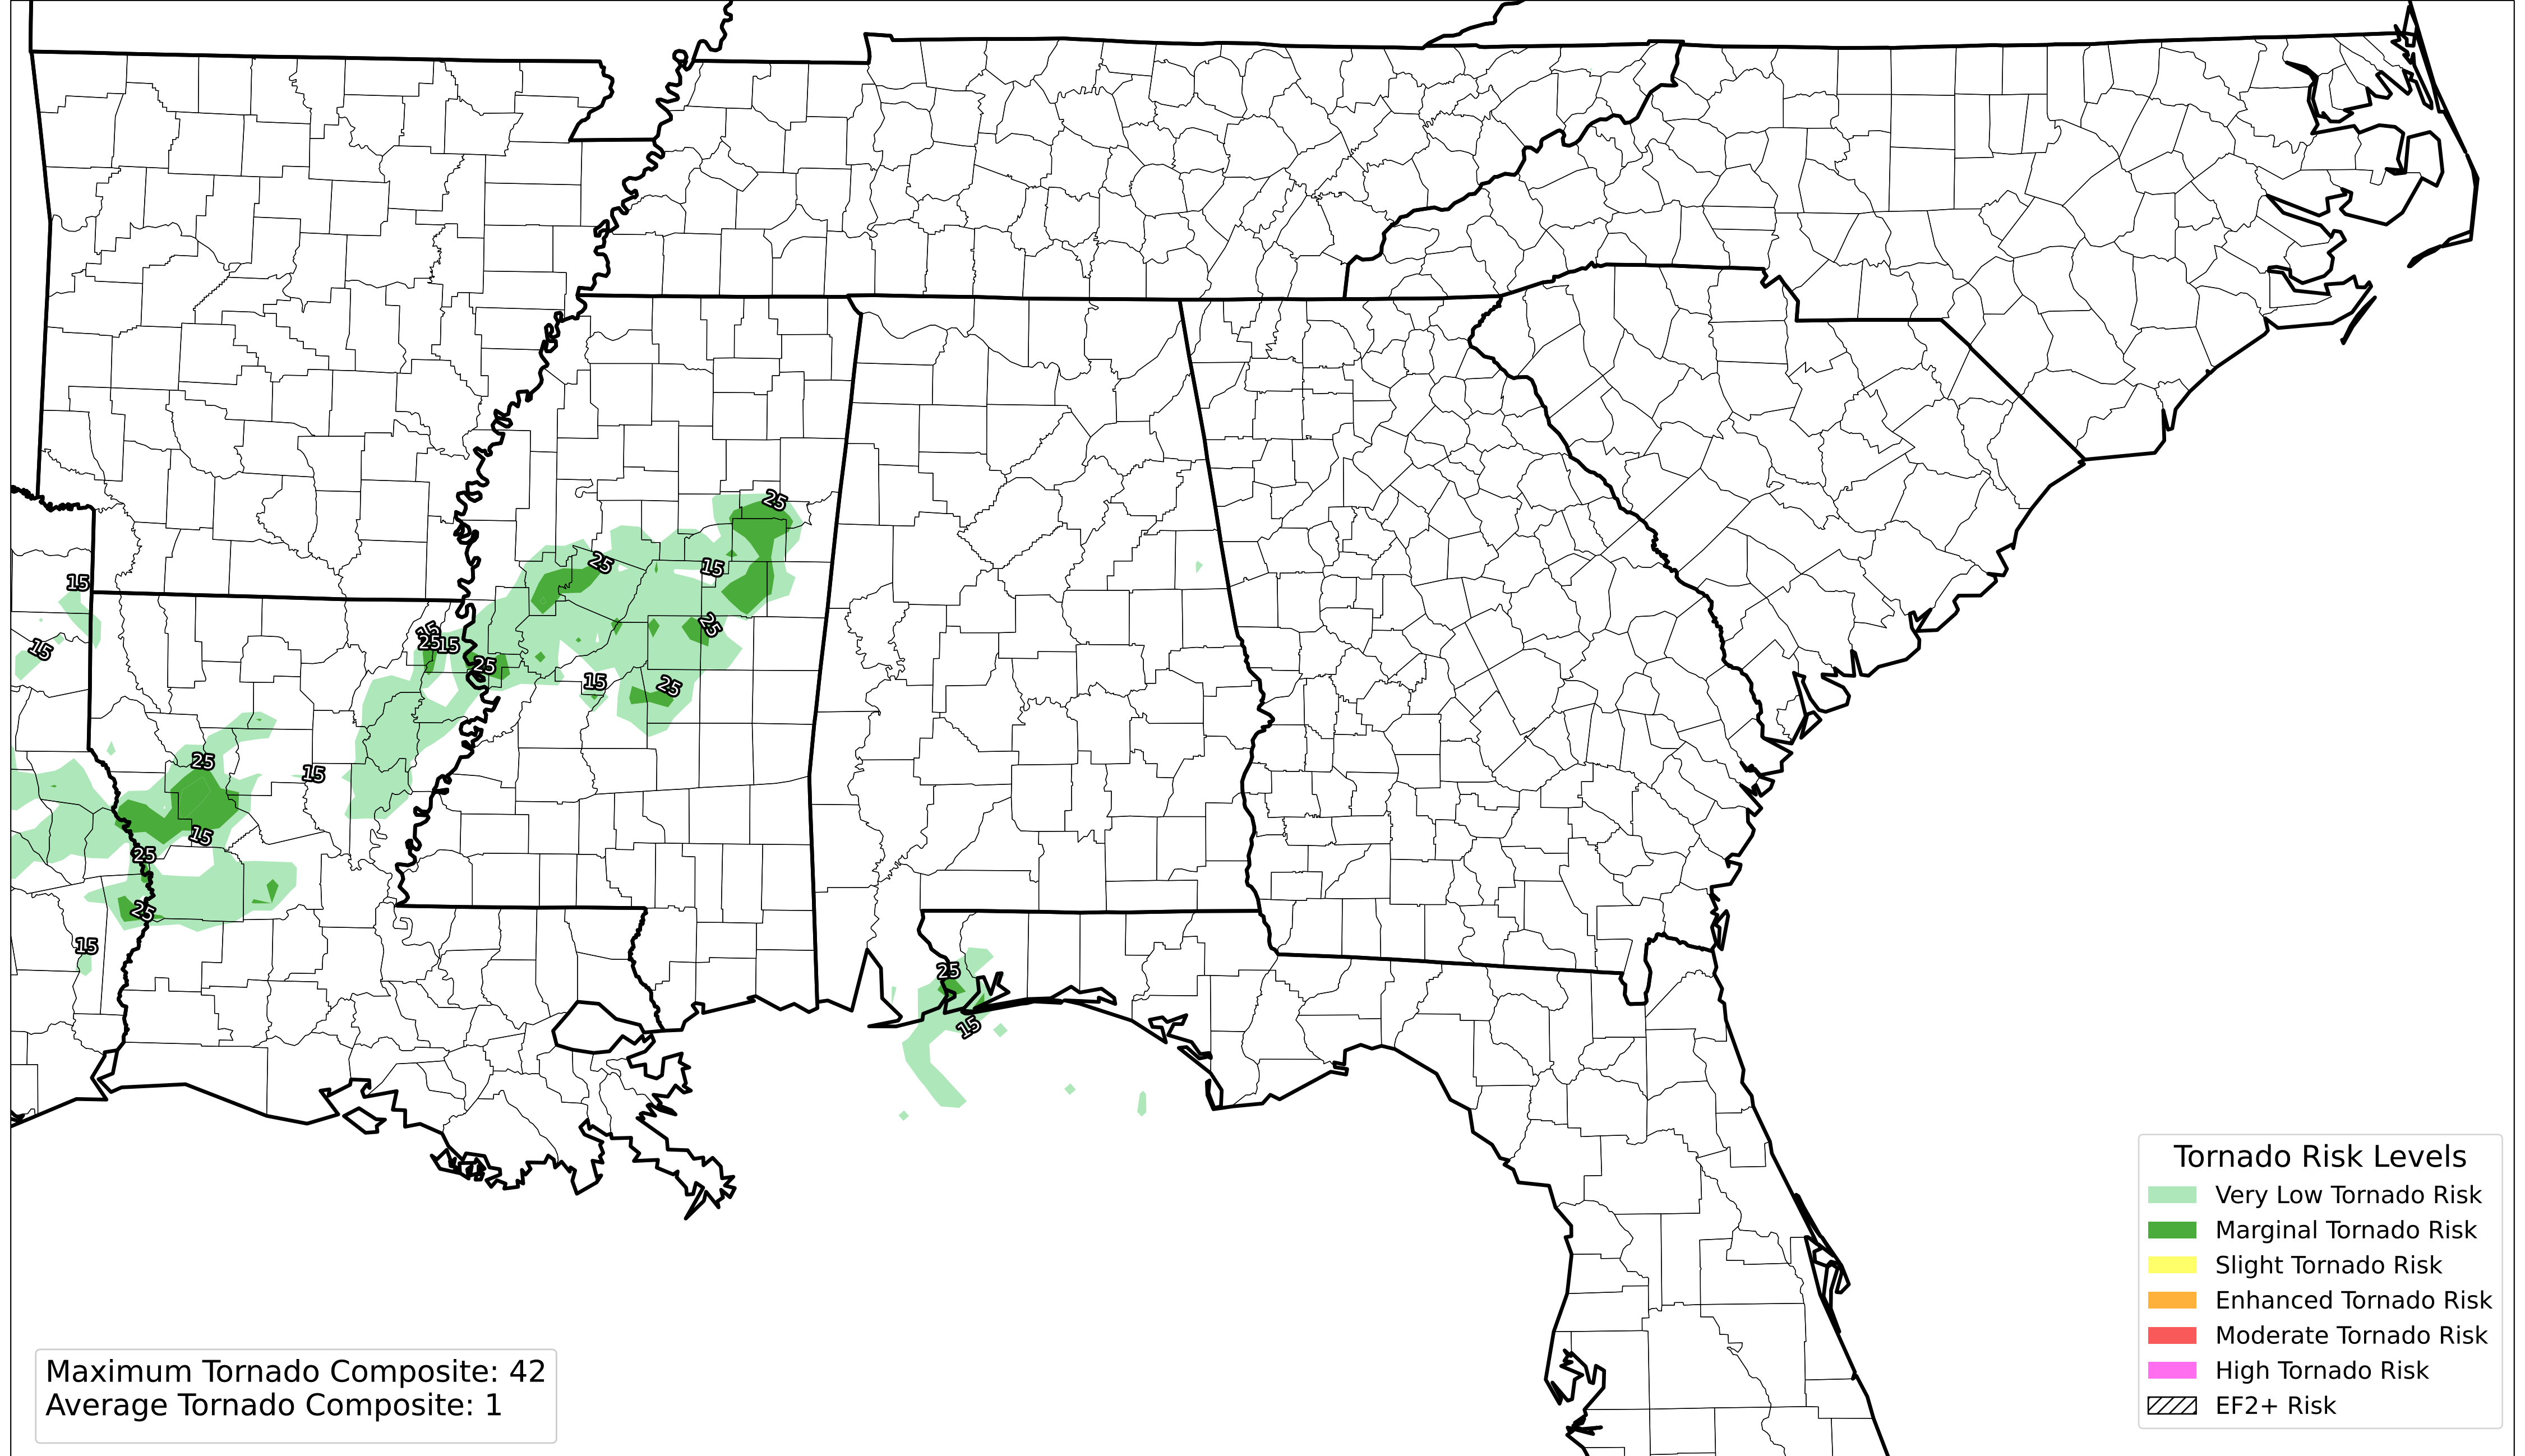 25
25
15
15
25
15
25
15
25
15
25
15
25
25
15
15
25
25
15
25
15
Tornado Risk Levels
Very Low Tornado Risk
Marginal Tornado Risk
Slight Tornado Risk
Enhanced Tornado Risk
Moderate Tornado Risk
High Tornado Risk
EF2+ Risk
Maximum Tornado Composite: 42
Average Tornado Composite: 1